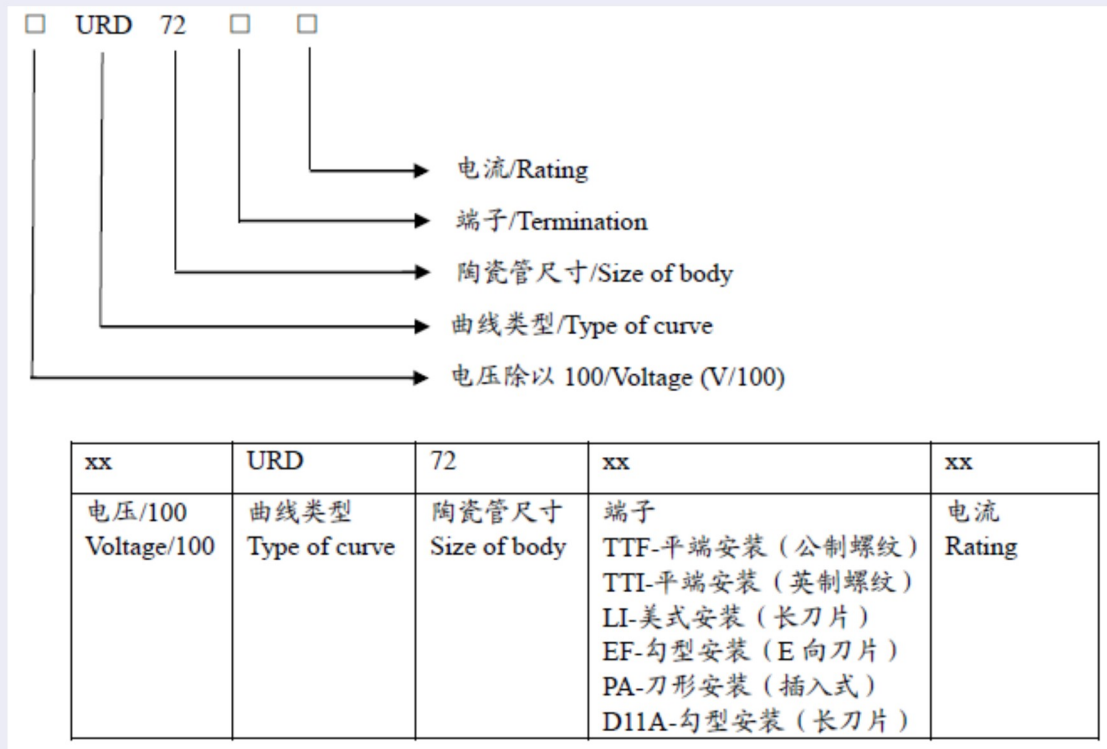 □ URD 72 □ □
电流/Rating
端子/Termination
陶瓷管尺寸/Size of body
曲线类型/Type of curve
电压除以 100/Voltage (V/100)
xx URD 72 xx xx
电压/100 曲线类型 陶瓷管尺寸 端子 电流
Voltage/100 Type of curve Size of body TTF-平端安装（公制螺纹） Rating
TTI-平端安装（英制螺纹）
LI-美式安装（长刀片）
EF-勾型安装（E 向刀片）
PA-刀形安装（插入式）
D11A-勾型安装（长刀片）